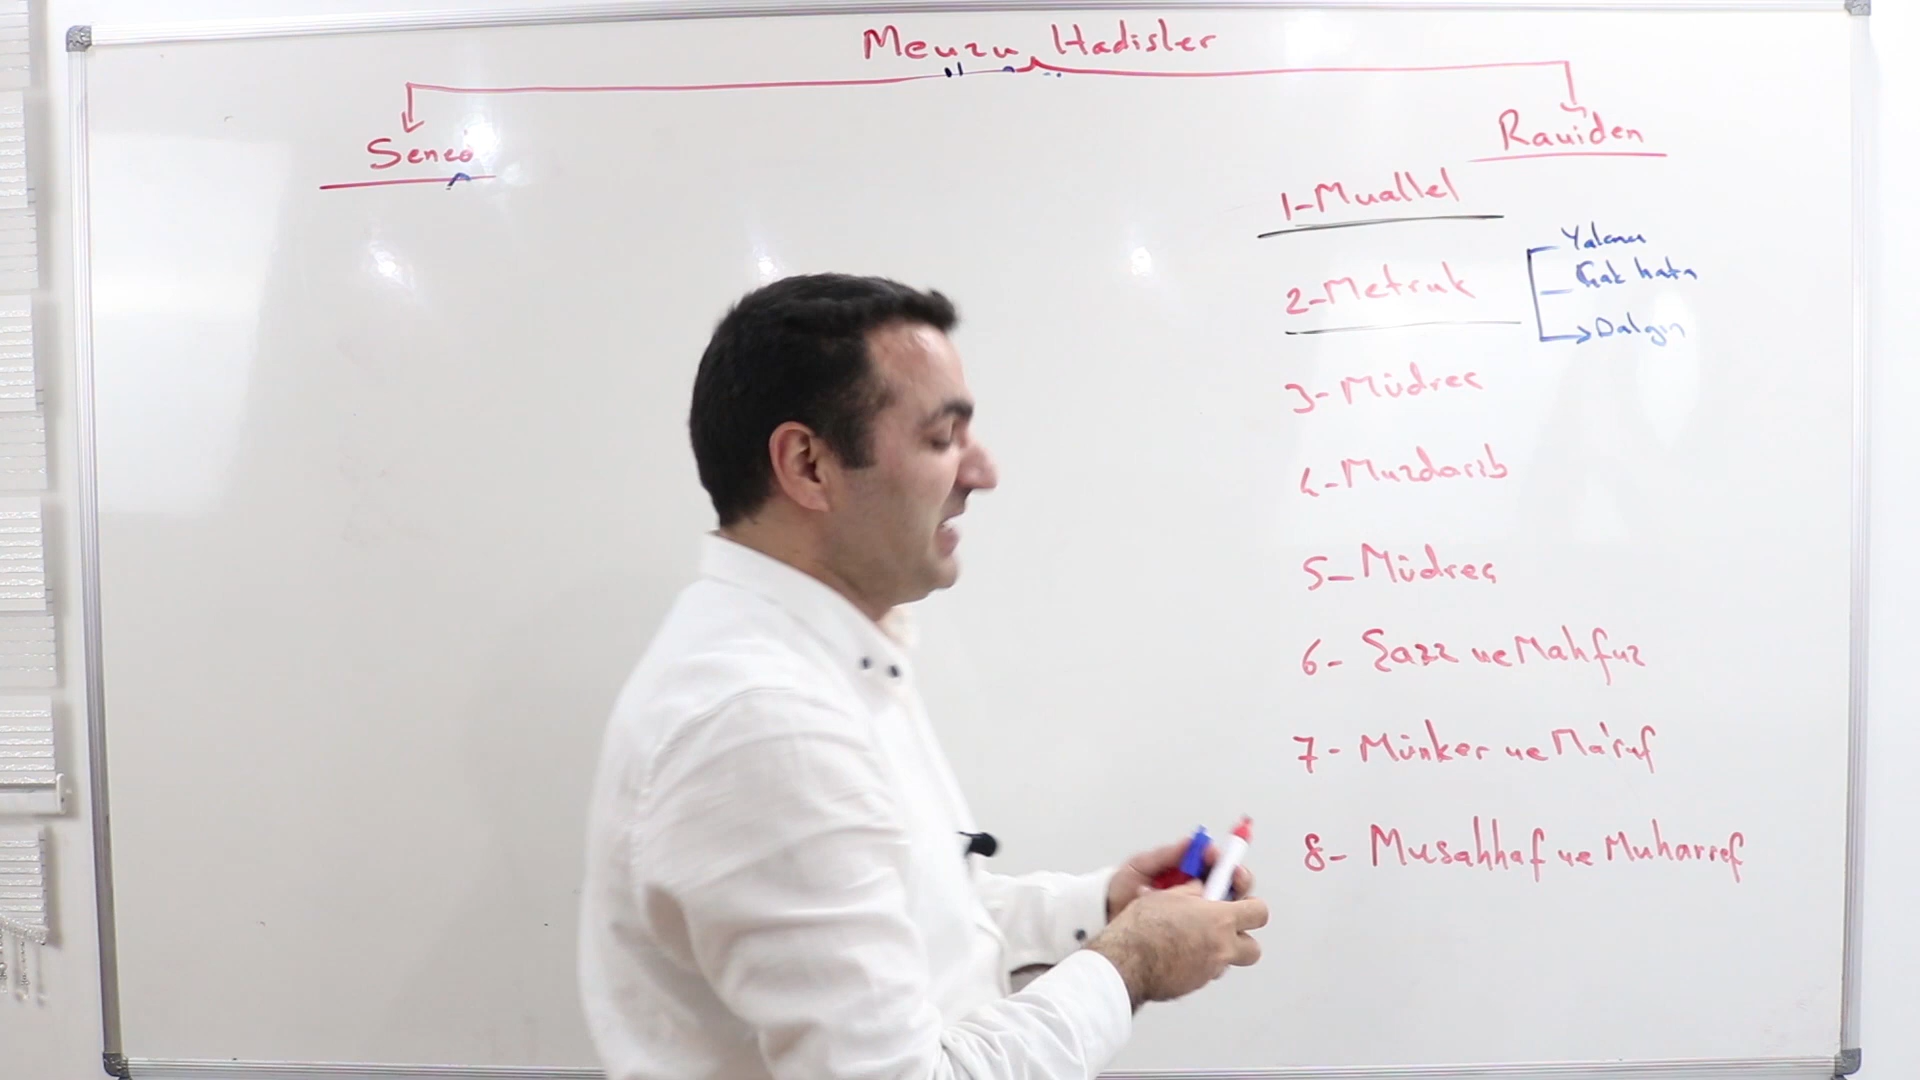 Mevzu Hadisler
Sened
Raviden
1-Muallel
2-Metruk
Yalancı
Çok hata
Dalgın
3- Müdrec
4-Muzdarib
5-Müdrec
6- Şazz ve Mahfuz
7- Münker ve Ma'ruf
8- Musahhaf ve Muharref